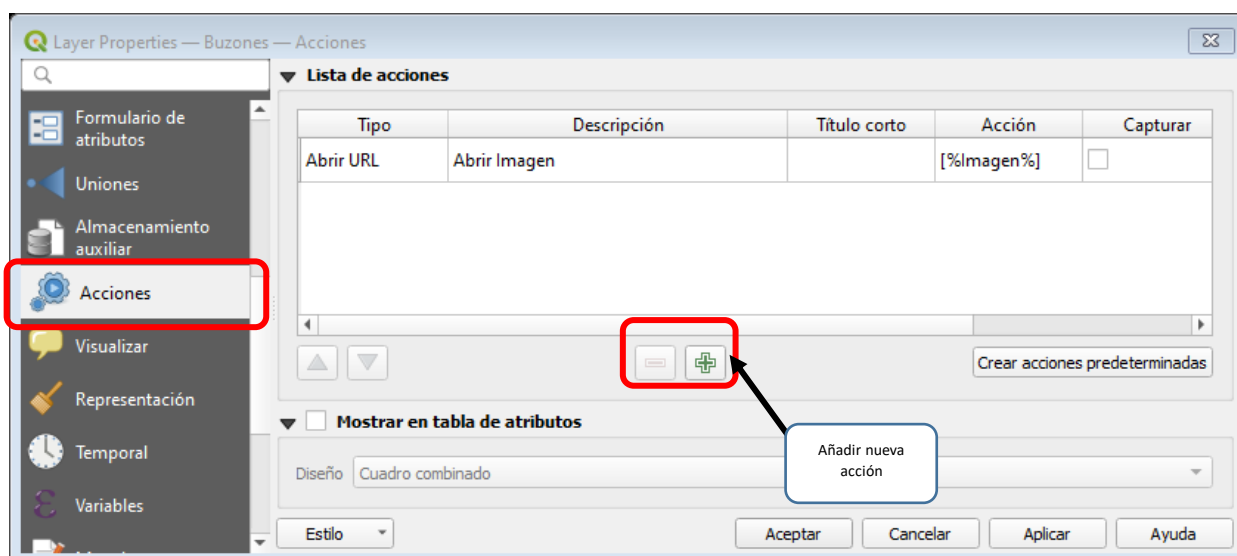 Layer Properties — Buzones — Acciones
Formulario de
atributos
Uniones
Almacenamiento
auxiliar
Acciones
Visualizar
Representación
Temporal
Variables
Lista de acciones
Tipo Descripción Título corto Acción Capturar
Abrir URL Abrir Imagen [%Imagen%]
Crear acciones predeterminadas
Mostrar en tabla de atributos
Diseño Cuadro combinado
Añadir nueva
acción
Estilo Aceptar Cancelar Aplicar Ayuda